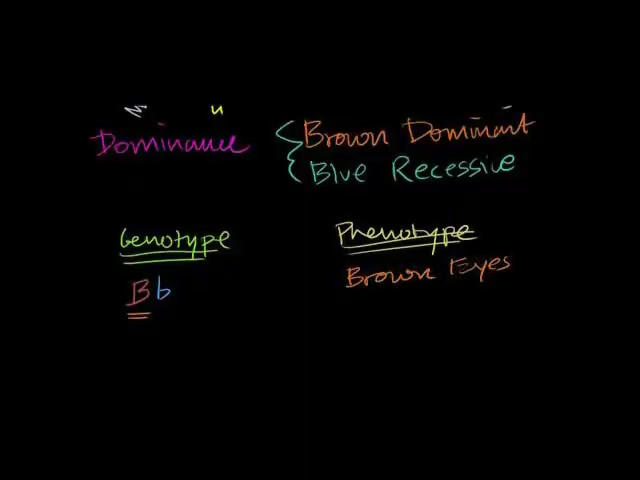 Dominance
Brown Dominant
Blue Recessive
Genotype
Phenotype
Bb
Brown Eyes